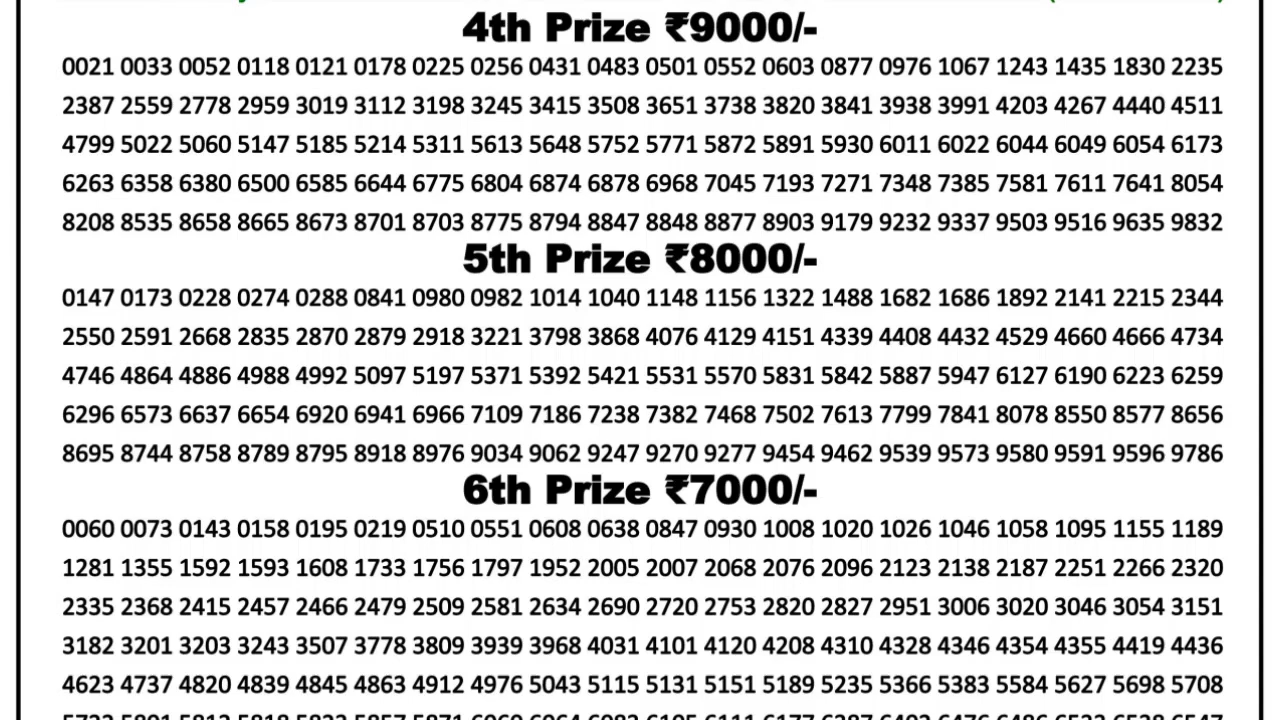 4th Prize ₹9000/-
0021 0033 0052 0118 0121 0178 0225 0256 0431 0483 0501 0552 0603 0877 0976 1067 1243 1435 1830 2235
2387 2559 2778 2959 3019 3112 3198 3245 3415 3508 3651 3738 3820 3841 3938 3991 4203 4267 4440 4511
4799 5022 5060 5147 5185 5214 5311 5613 5648 5752 5771 5872 5891 5930 6011 6022 6044 6049 6054 6173
6263 6358 6380 6500 6585 6644 6775 6804 6874 6878 6968 7045 7193 7271 7348 7385 7581 7611 7641 8054
8208 8535 8658 8665 8673 8701 8703 8775 8794 8847 8848 8877 8903 9179 9232 9337 9503 9516 9635 9832
5th Prize ₹8000/-
0147 0173 0228 0274 0288 0841 0980 0982 1014 1040 1148 1156 1322 1488 1682 1686 1892 2141 2215 2344
2550 2591 2668 2835 2870 2879 2918 3221 3798 3868 4076 4129 4151 4339 4408 4432 4529 4660 4666 4734
4746 4864 4886 4988 4992 5097 5197 5371 5392 5421 5531 5570 5831 5842 5887 5947 6127 6190 6223 6259
6296 6573 6637 6654 6920 6941 6966 7109 7186 7238 7382 7468 7502 7613 7799 7841 8078 8550 8577 8656
8695 8744 8758 8789 8795 8918 8976 9034 9062 9247 9270 9277 9454 9462 9539 9573 9580 9591 9596 9786
6th Prize ₹7000/-
0060 0073 0143 0158 0195 0219 0510 0551 0608 0638 0847 0930 1008 1020 1026 1046 1058 1095 1155 1189
1281 1355 1592 1593 1608 1733 1756 1797 1952 2005 2007 2068 2076 2096 2123 2138 2187 2251 2266 2320
2335 2368 2415 2457 2466 2479 2509 2581 2634 2690 2720 2753 2820 2827 2951 3006 3020 3046 3054 3151
3182 3201 3203 3243 3507 3778 3809 3939 3968 4031 4101 4120 4208 4310 4328 4346 4354 4355 4419 4436
4623 4737 4820 4839 4845 4863 4912 4976 5043 5115 5131 5151 5189 5235 5366 5383 5584 5627 5698 5708